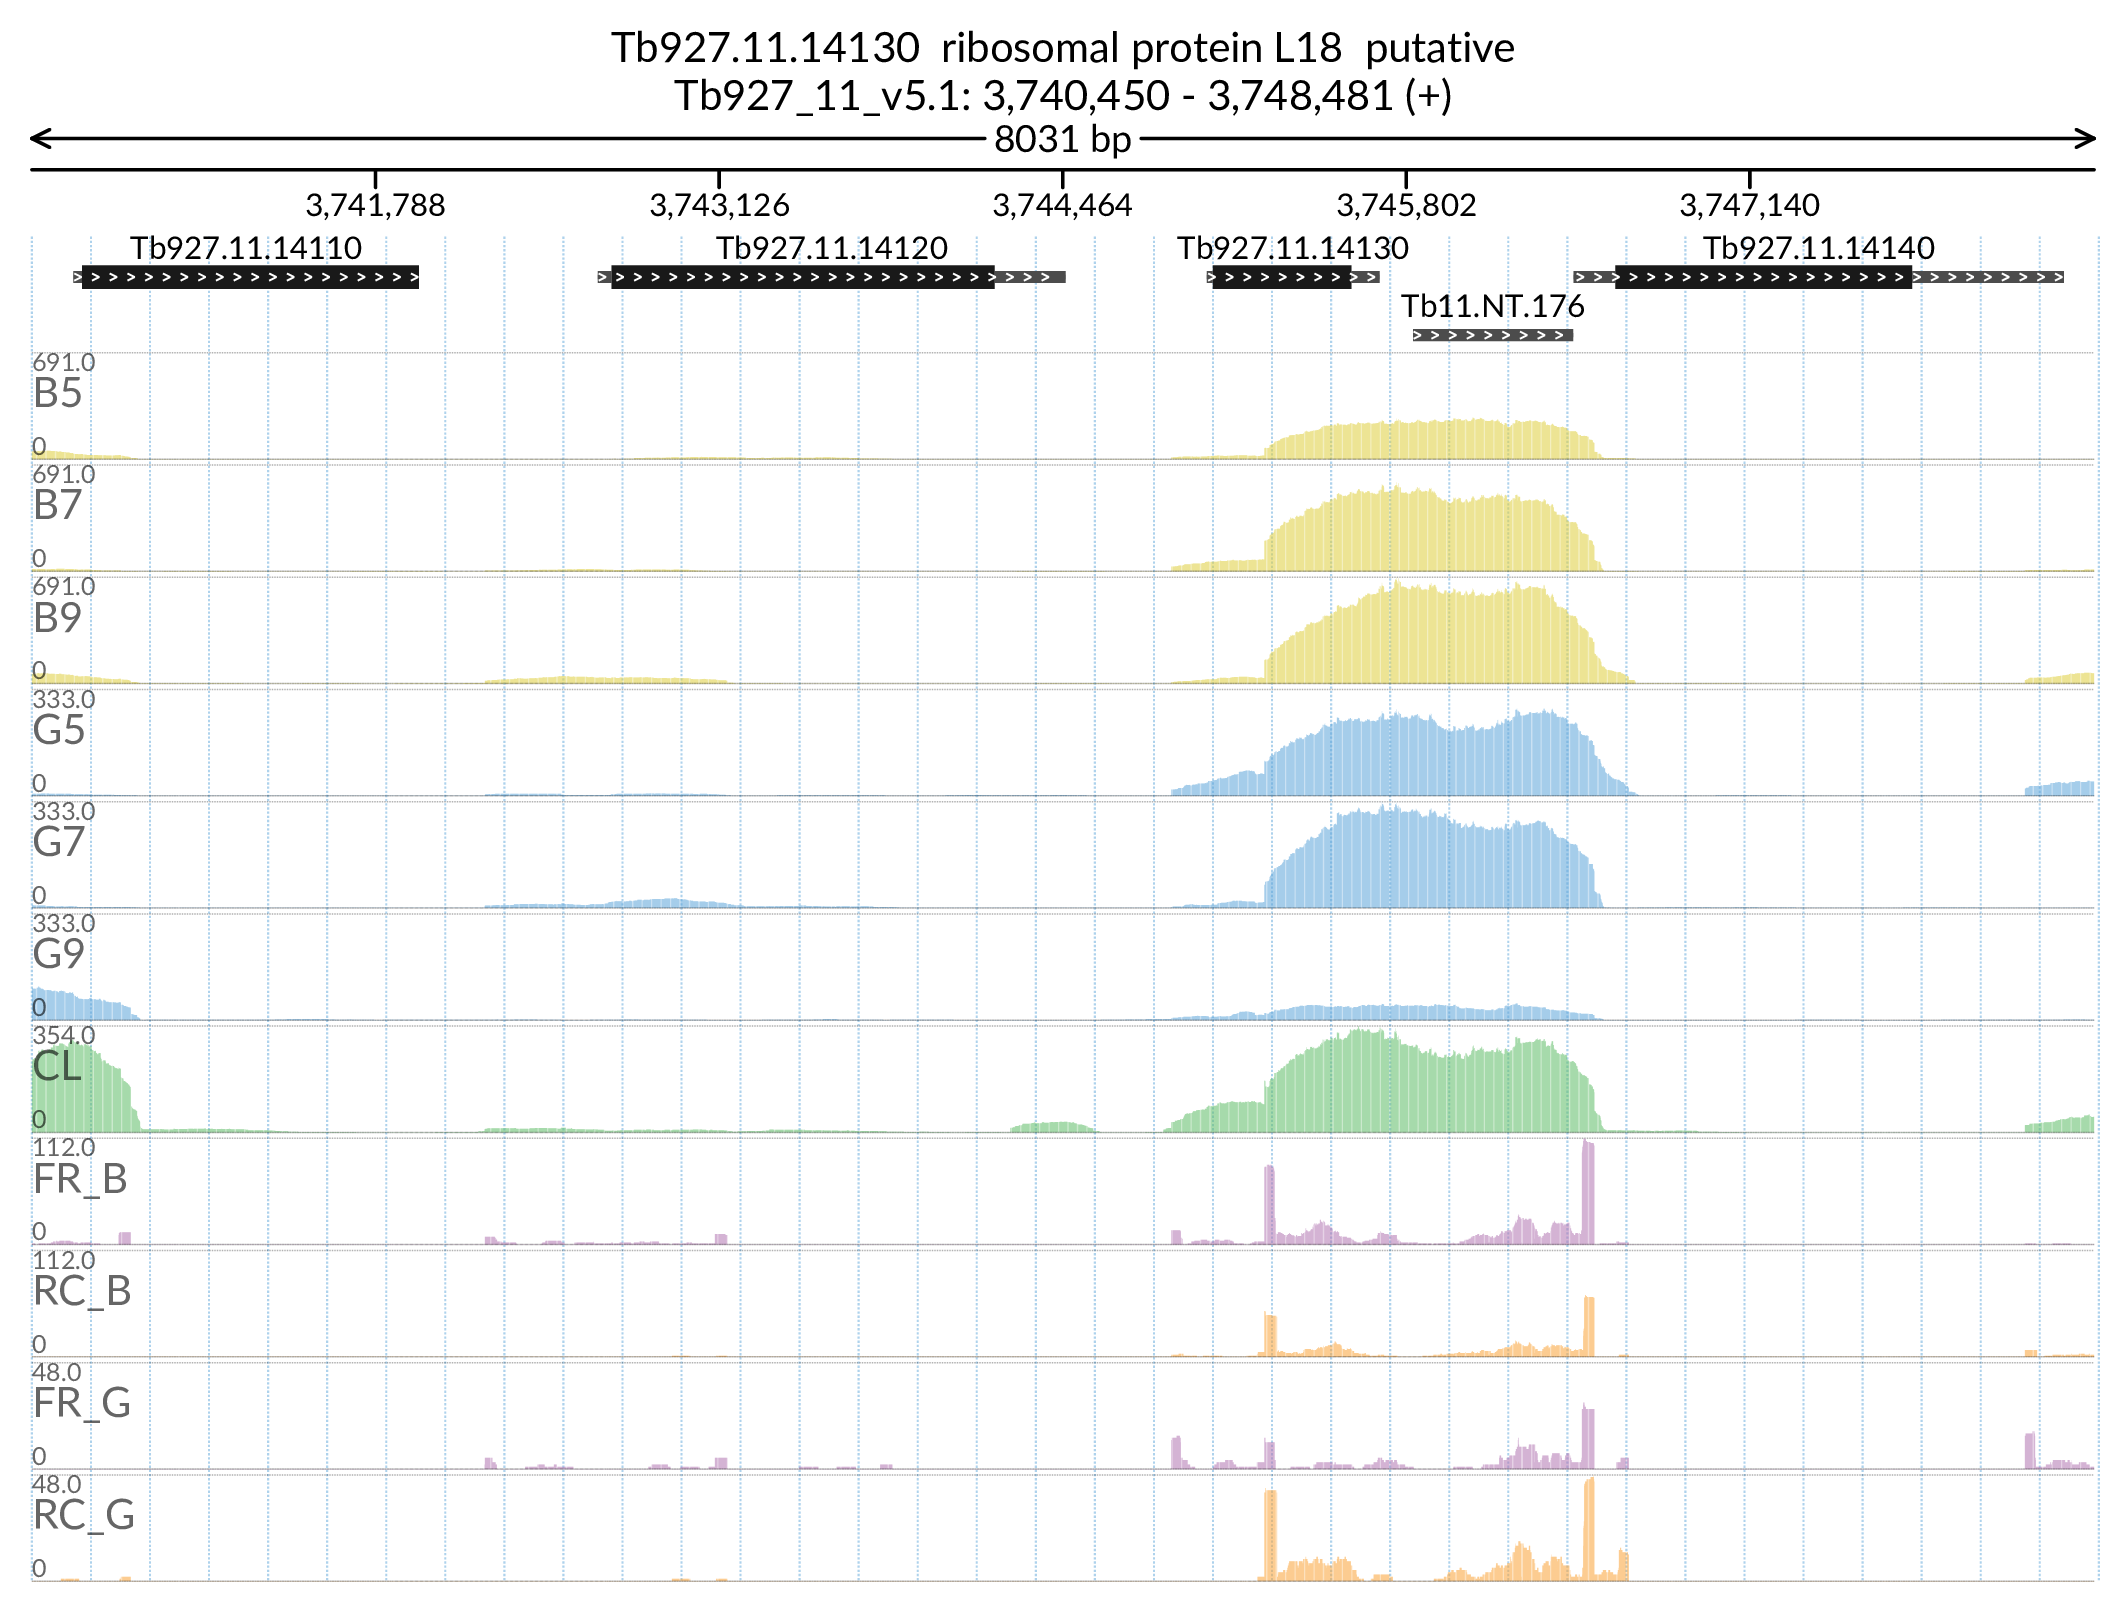 Tb927.11.14130 ribosomal protein L18 putative
Tb927_11_v5.1: 3,740,450 - 3,748,481 (+)
8031 bp
3,741,788 3,743,126 3,744,464 3,745,802 3,747,140
Tb927.11.14110 Tb927.11.14120 Tb927.11.14130 Tb927.11.14140
Tb11.NT.176
691.0
B5
0
691.0
B7
0
691.0
B9
0
333.0
G5
0
333.0
G7
0
333.0
G9
0
354.0
CL
0
112.0
FR_B
0
112.0
RC_B
0
48.0
FR_G
0
48.0
RC_G
0